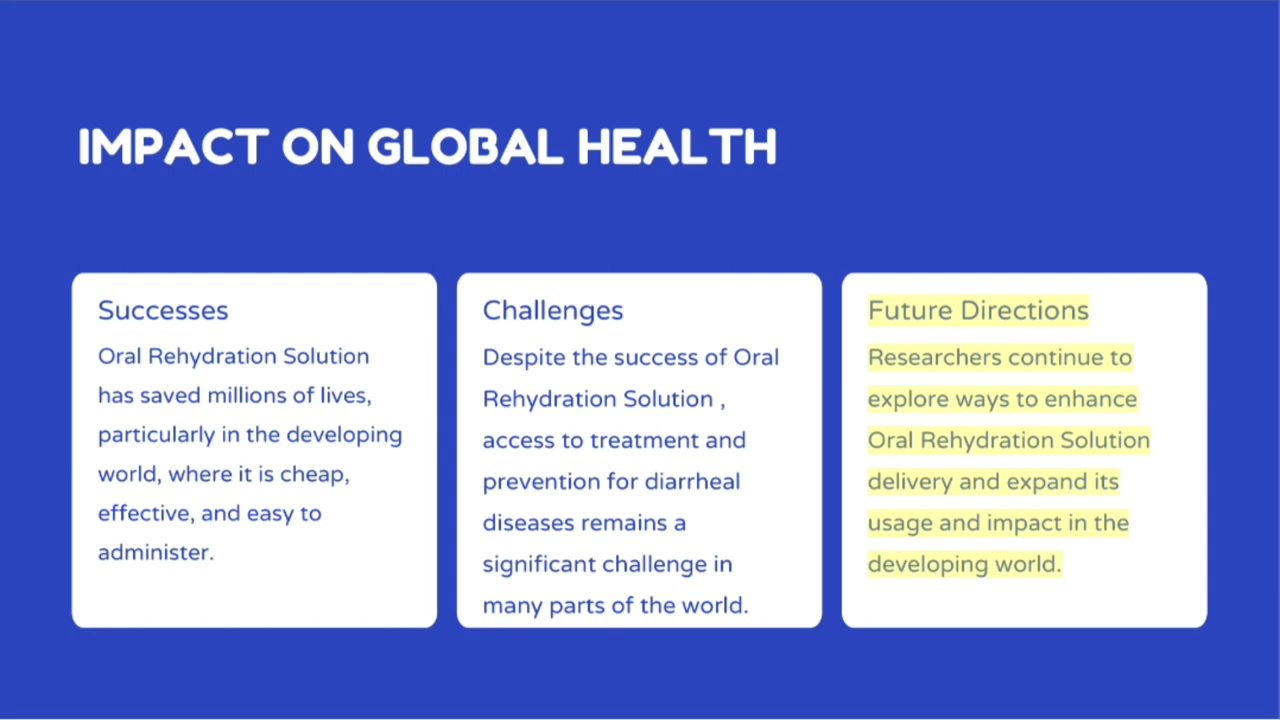 IMPACT ON GLOBAL HEALTH
Successes
Oral Rehydration Solution
has saved millions of lives,
particularly in the developing
world, where it is cheap,
effective, and easy to
administer.
Challenges
Despite the success of Oral
Rehydration Solution ,
access to treatment and
prevention for diarrheal
diseases remains a
significant challenge in
many parts of the world.
Future Directions
Researchers continue to
explore ways to enhance
Oral Rehydration Solution
delivery and expand its
usage and impact in the
developing world.